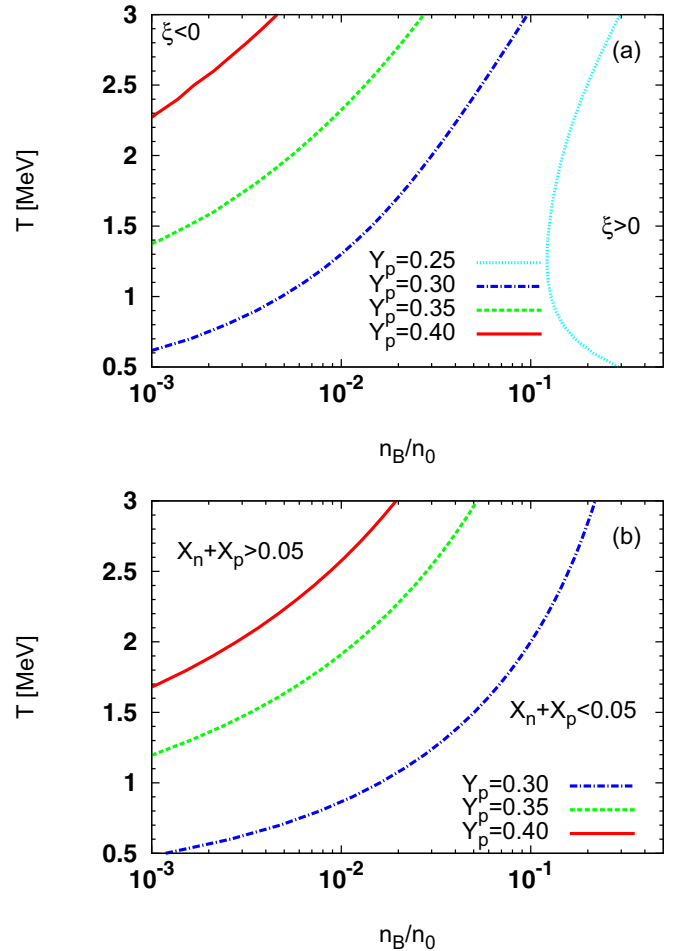 ξ<0
(a)
ξ>0
Y_p=0.25
Y_p=0.30
Y_p=0.35
Y_p=0.40
T [MeV]
3
2.5
2
1.5
1
0.5
10^-3
10^-2
10^-1
n_B/n_0
X_n+X_p>0.05
(b)
X_n+X_p<0.05
Y_p=0.30
Y_p=0.35
Y_p=0.40
T [MeV]
3
2.5
2
1.5
1
0.5
10^-3
10^-2
10^-1
n_B/n_0